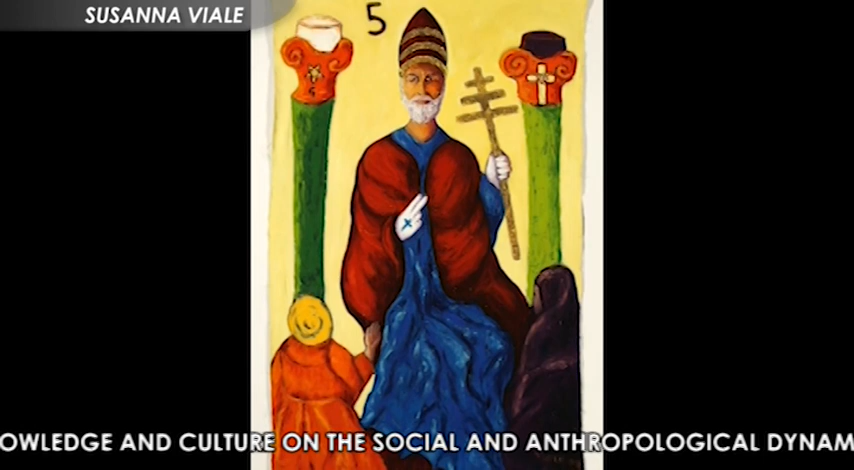 SUSANNA VIALE
5
OWLEDGE AND CULTURE ON THE SOCIAL AND ANTHROPOLOGICAL DYNAM